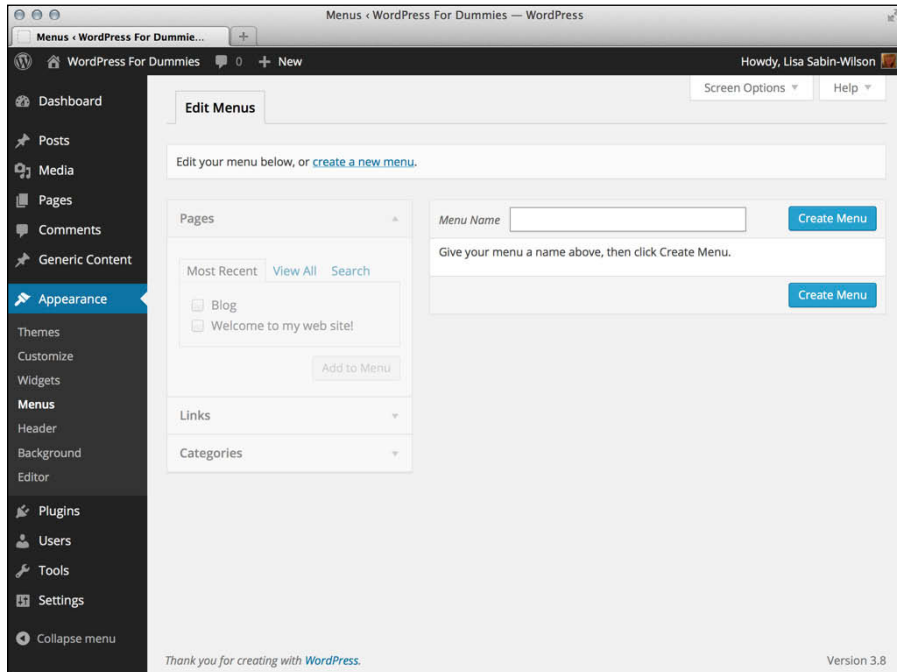 Menus ‹ WordPress For Dummies — WordPress
Menus ‹ WordPress For Dummie...
WordPress For Dummies 0 + New
Howdy, Lisa Sabin-Wilson
Dashboard
Posts
Media
Pages
Comments
Generic Content
Appearance
Themes
Customize
Widgets
Menus
Header
Background
Editor
Plugins
Users
Tools
Settings
Collapse menu
Screen Options
Help
Edit Menus
Edit your menu below, or create a new menu.
Pages
Most Recent View All Search
Blog
Welcome to my web site!
Add to Menu
Links
Categories
Menu Name
Create Menu
Give your menu a name above, then click Create Menu.
Create Menu
Thank you for creating with WordPress.
Version 3.8